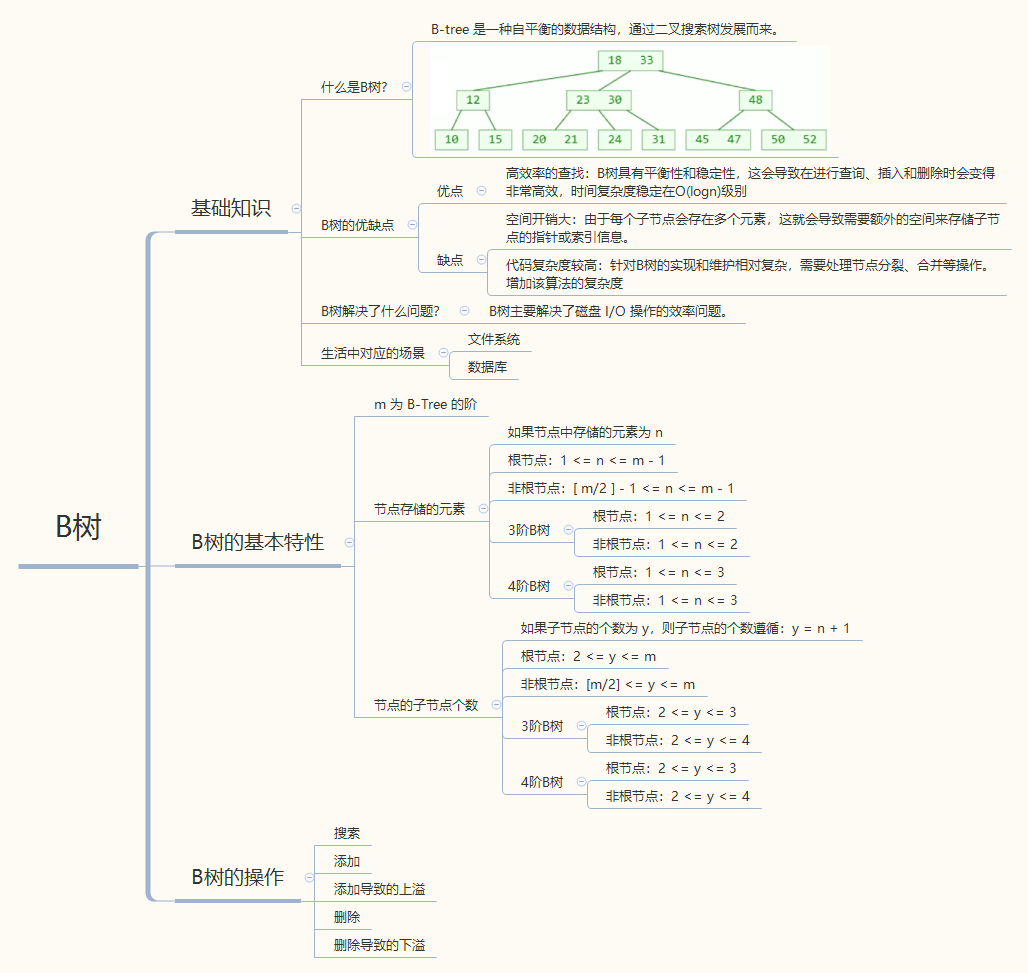 B树
基础知识
什么是B树?
B-tree 是一种自平衡的数据结构，通过二叉搜索树发展而来。
18 33
12 23 30 48
10 15 20 21 24 31 45 47 50 52
B树的优缺点
优点
高效率的查找：B树具有平衡性和稳定性，这会导致在进行查询、插入和删除时会变得
非常高效，时间复杂度稳定在O(logn)级别
缺点
空间开销大：由于每个子节点会存在多个元素，这就会导致需要额外的空间来存储子节
点的指针或索引信息。
代码复杂度较高：针对B树的实现和维护相对复杂，需要处理节点分裂、合并等操作。
增加该算法的复杂度
B树解决了什么问题?
B树主要解决了磁盘 I/O 操作的效率问题。
生活中对应的场景
文件系统
数据库
B树的基本特性
m 为 B-Tree 的阶
节点存储的元素
如果节点中存储的元素为 n
根节点：1 <= n <= m - 1
非根节点：[ m/2 ] - 1 <= n <= m - 1
3阶B树
根节点：1 <= n <= 2
非根节点：1 <= n <= 2
4阶B树
根节点：1 <= n <= 3
非根节点：1 <= n <= 3
节点的子节点个数
如果子节点的个数为 y，则子节点的个数遵循：y = n + 1
根节点：2 <= y <= m
非根节点：[m/2] <= y <= m
3阶B树
根节点：2 <= y <= 3
非根节点：2 <= y <= 4
4阶B树
根节点：2 <= y <= 3
非根节点：2 <= y <= 4
B树的操作
搜索
添加
添加导致的上溢
删除
删除导致的下溢